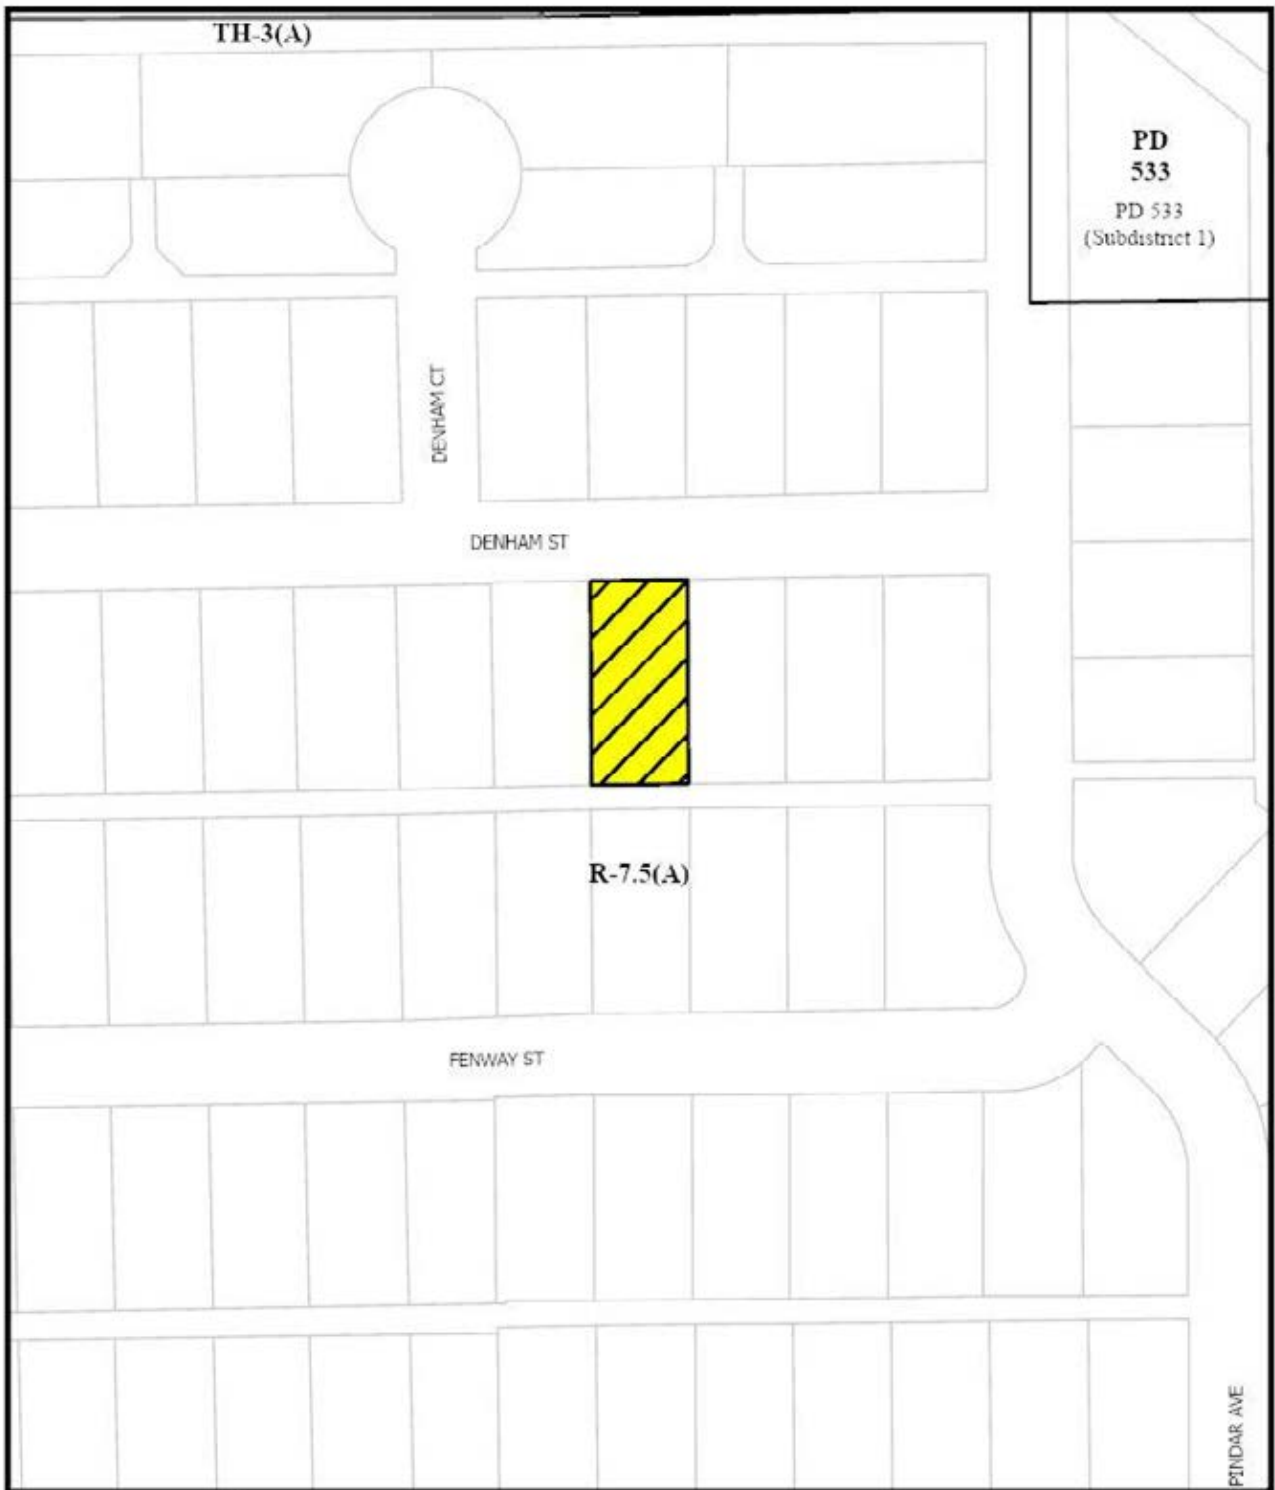 TH-3(A)
PD
533
PD 533
(Subdistrict 1)
DENHAM CT
DENHAM ST
R-7.5(A)
FENWAY ST
PINDAR AVE